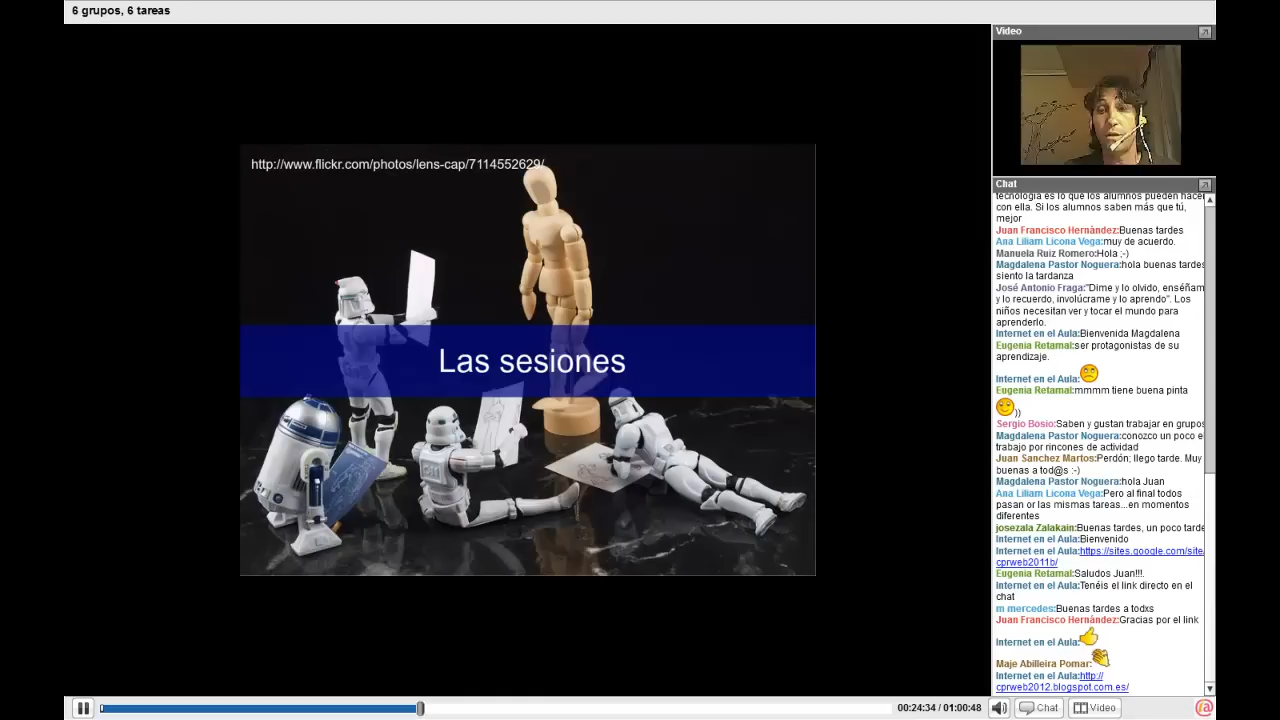 6 grupos, 6 tareas
http://www.flickr.com/photos/lens-cap/7114552629/
Las sesiones
Video
Chat
tecnología es lo que los alumnos pueden hacer
con ella. Si los alumnos saben más que tú,
mejor
Juan Francisco Hernández:Buenas tardes
Ana Liliam Licona Vega:muy de acuerdo.
Manuela Ruiz Romero:Hola ;-)
Magdalena Pastor Noguera:hola buenas tardes
siento la tardanza
José Antonio Fraga:"Dime y lo olvido, enséñam
y lo recuerdo, involúcrame y lo aprendo". Los
niños necesitan ver y tocar el mundo para
aprenderlo.
Internet en el Aula:Bienvenida Magdalena
Eugenia Retamal:ser protagonistas de su
aprendizaje.
Internet en el Aula:
Eugenia Retamal:mmmm tiene buena pinta
))
Sergio Bosio:Saben y gustan trabajar en grupos
Magdalena Pastor Noguera:conozco un poco e
trabajo por rincones de actividad
Juan Sanchez Martos:Perdón; llego tarde. Muy
buenas a tod@s :-)
Magdalena Pastor Noguera:hola Juan
Ana Liliam Licona Vega:Pero al final todos
pasan or las mismas tareas...en momentos
diferentes
josezala Zalakain:Buenas tardes, un poco tarde
Internet en el Aula:Bienvenido
Internet en el Aula:https://sites.google.com/site/
cprweb2011b/
Eugenia Retamal:Saludos Juan!!!.
Internet en el Aula:Tenéis el link directo en el
chat
m mercedes:Buenas tardes a todxs
Juan Francisco Hernández:Gracias por el link
Internet en el Aula:
Maje Abilleira Pomar:
Internet en el Aula:http://
cprweb2012.blogspot.com.es/
00:24:34 / 01:00:48
Chat
Video